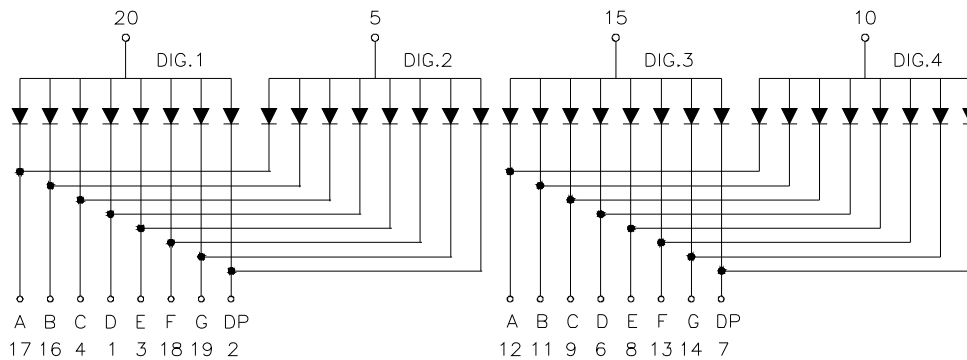 20 5 15 10
DIG.1 DIG.2 DIG.3 DIG.4
A B C D E F G DP A B C D E F G DP
17 16 4 1 3 18 19 2 12 11 9 6 8 13 14 7